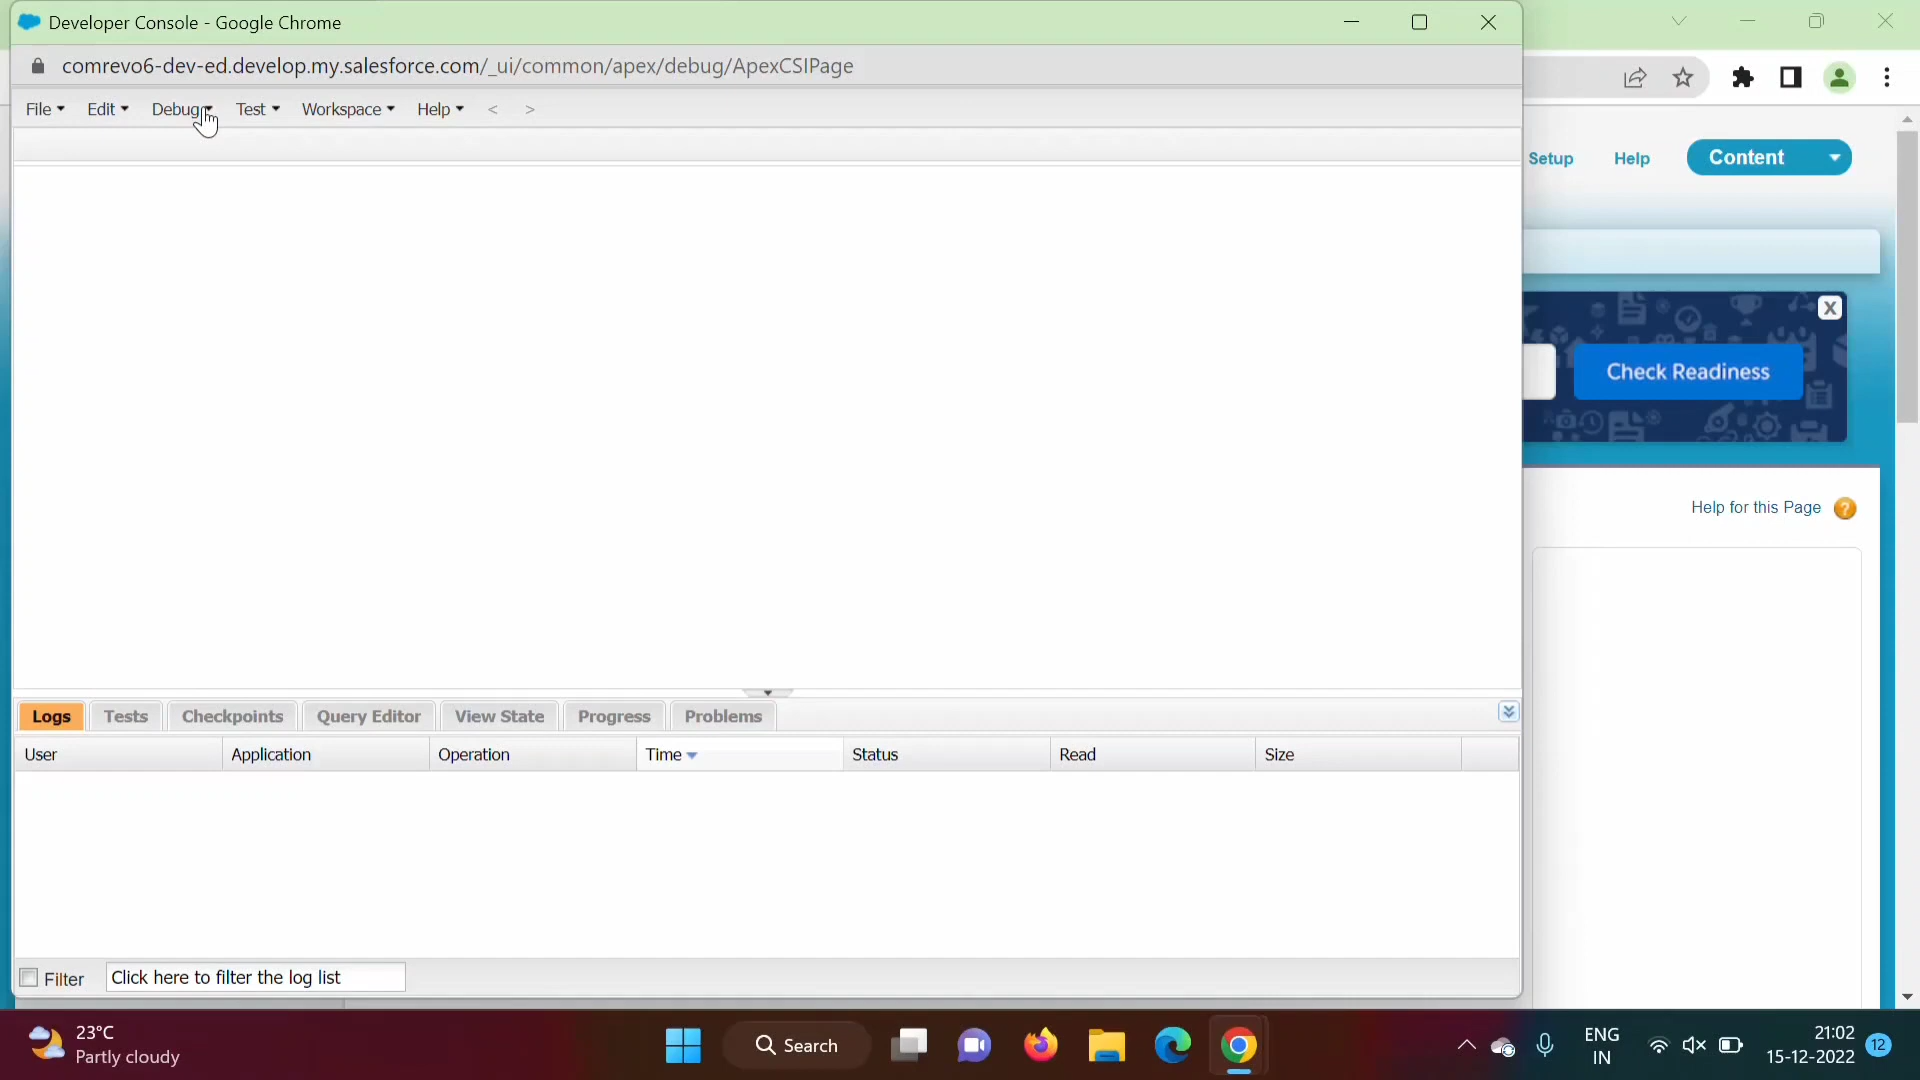 Developer Console - Google Chrome
comrevo6-dev-ed.develop.my.salesforce.com/_ui/common/apex/debug/ApexCSIPage
File Edit Debug Test Workspace Help < >
Setup Help Content
X
Check Readiness
Help for this Page ?
Logs Tests Checkpoints Query Editor View State Progress Problems
User Application Operation Time Status Read Size
Filter Click here to filter the log list
23°C
Partly cloudy
Search
ENG
IN
21:02
15-12-2022
12